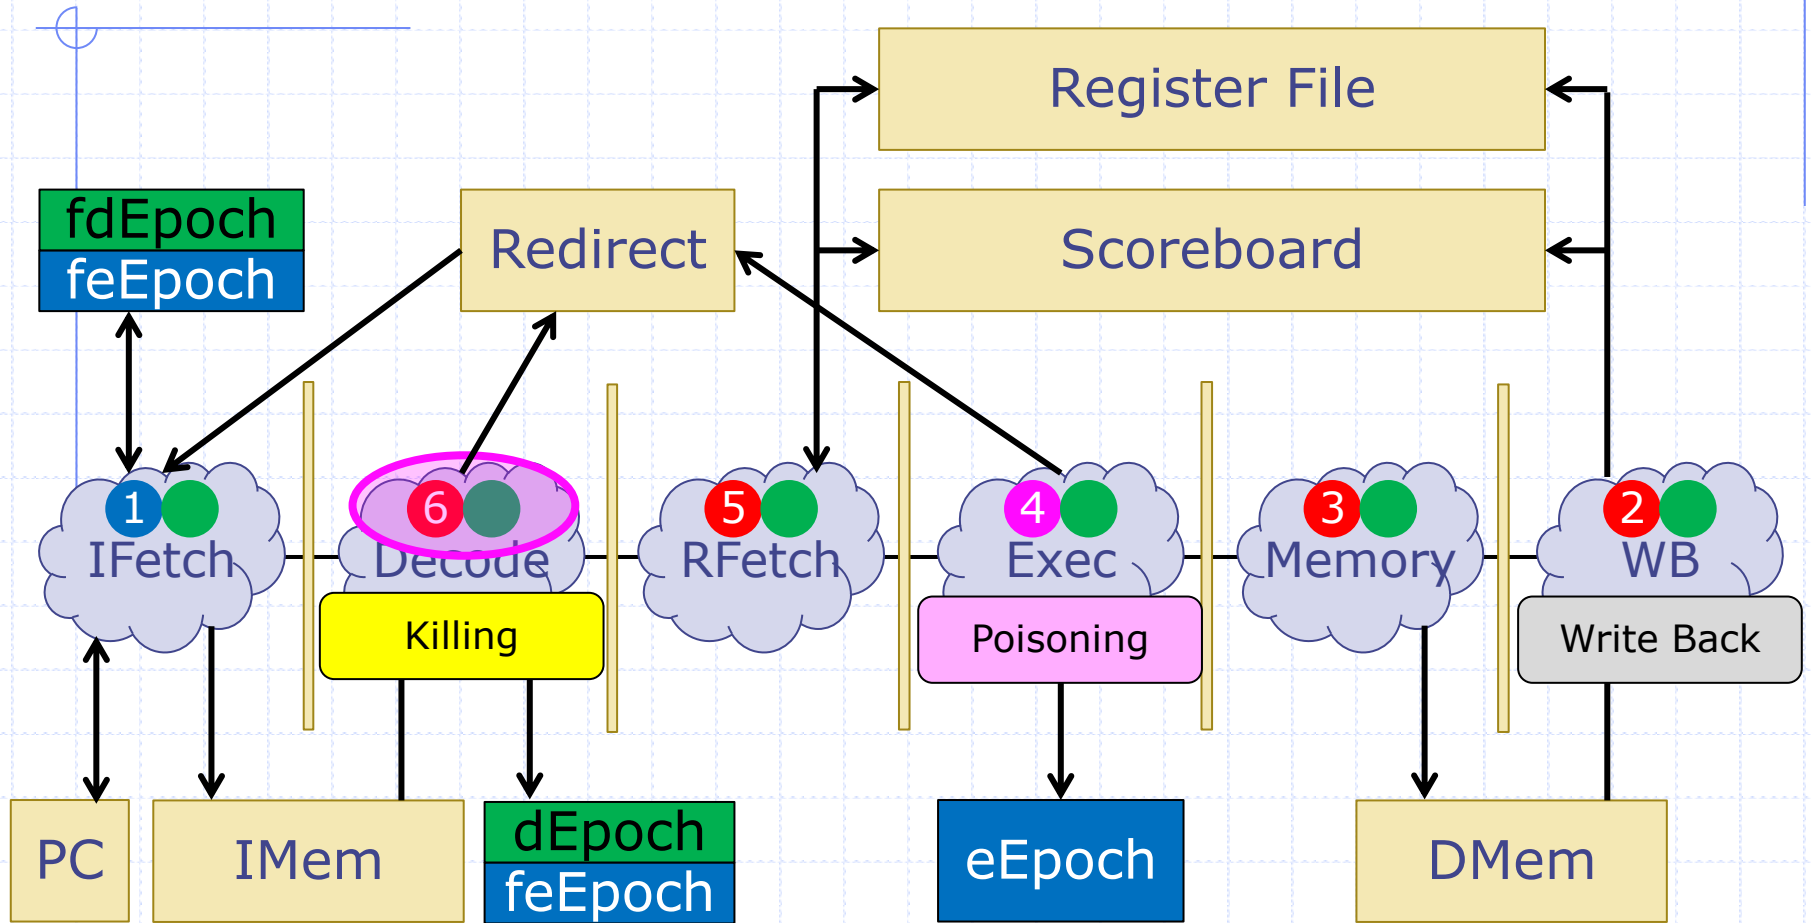 Register File
fdEpoch
feEpoch
Redirect
Scoreboard
1
6
5
4
3
2
IFetch
Decode
RFetch
Exec
Memory
WB
Killing
Poisoning
Write Back
PC
IMem
dEpoch
feEpoch
eEpoch
DMem